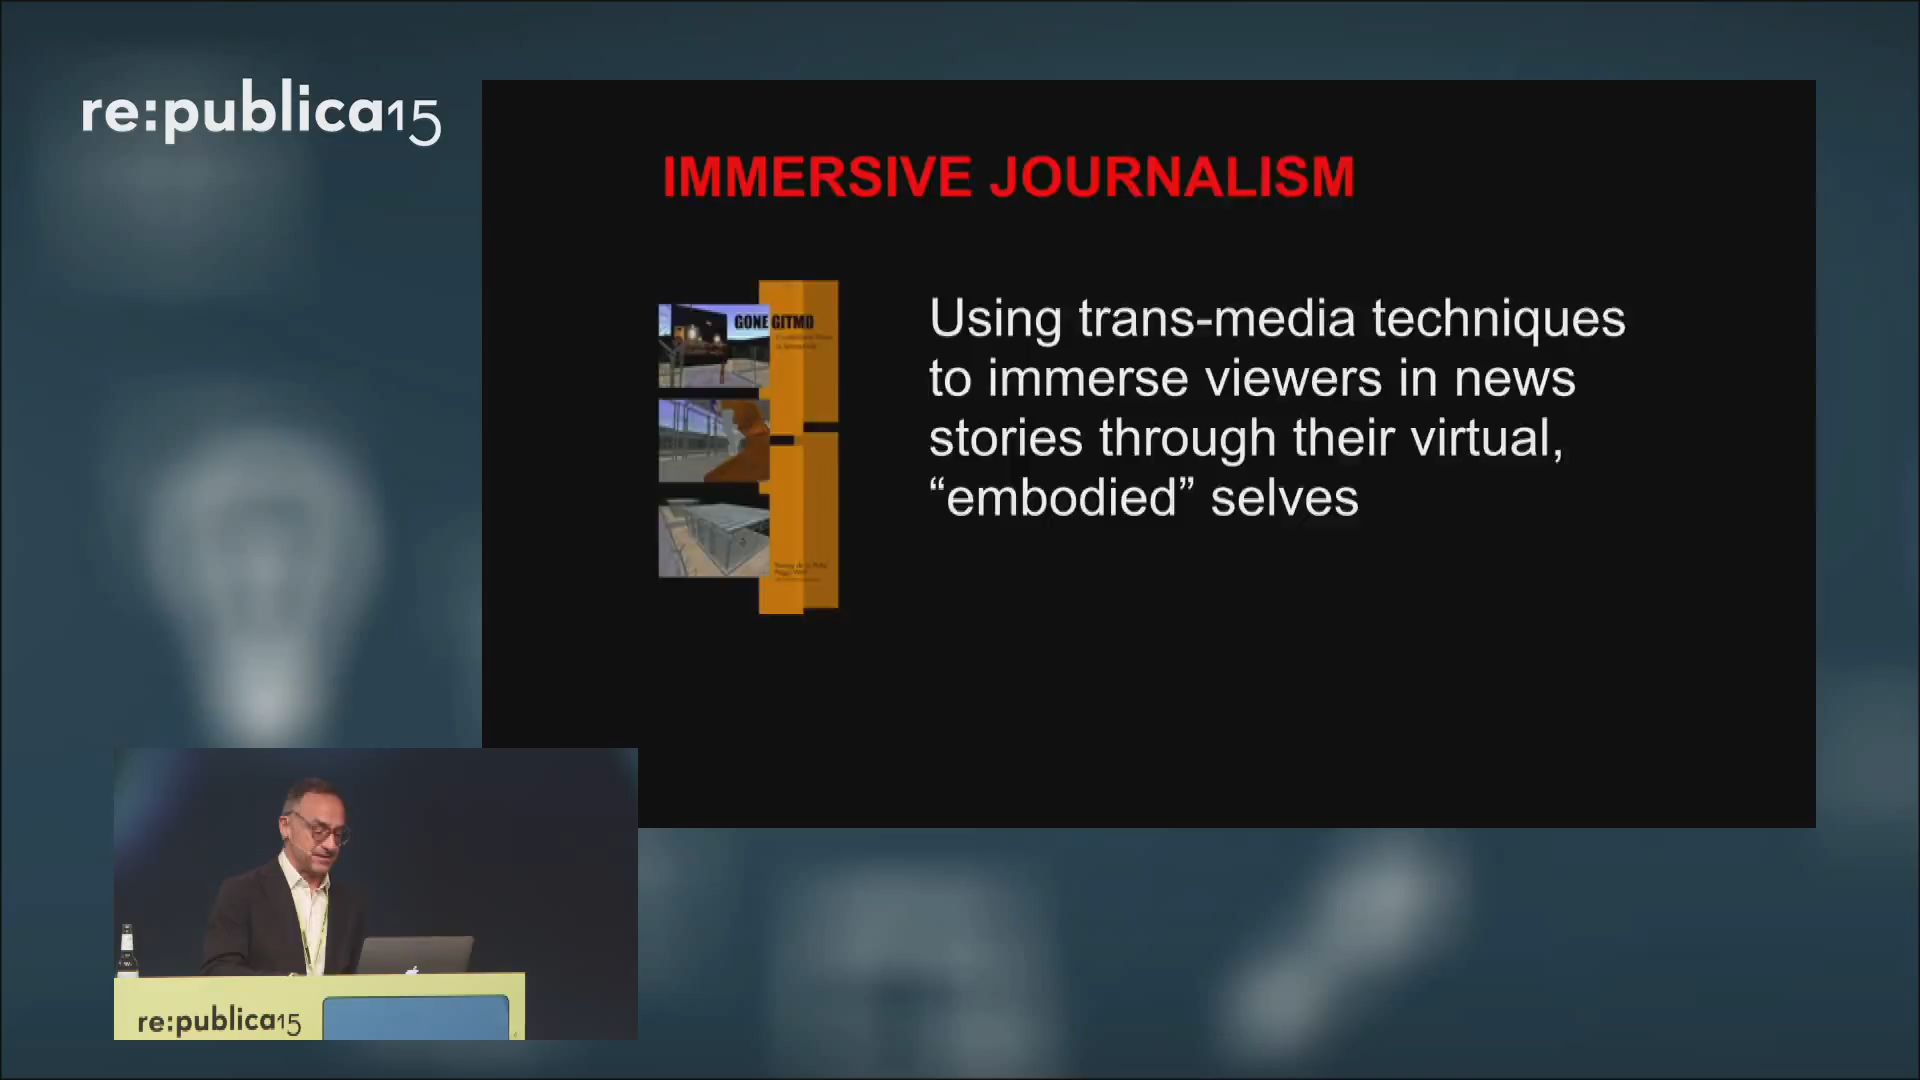 re:publica15
IMMERSIVE JOURNALISM
GONE GITMO
Using trans-media techniques
to immerse viewers in news
stories through their virtual,
“embodied” selves
re:publica15